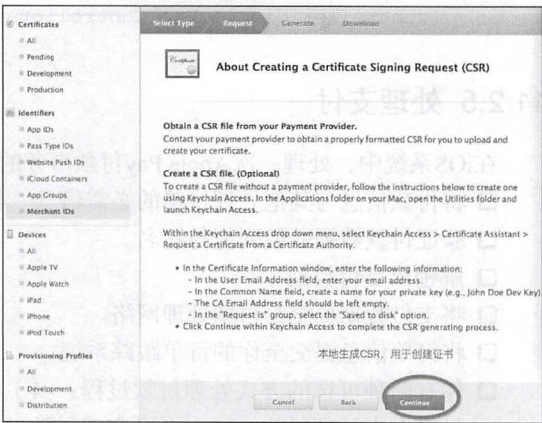 Certificates
All
Pending
Development
Production
Identifiers
App IDs
Pass Type IDs
Website Push IDs
iCloud Containers
App Groups
Merchant IDs
Devices
All
Apple TV
Apple Watch
iPad
iPhone
iPod Touch
Provisioning Profiles
All
Development
Distribution
Select Type
Request
Generate
Download
Certificate
About Creating a Certificate Signing Request (CSR)
Obtain a CSR file from your Payment Provider.
Contact your payment provider to obtain a properly formatted CSR for you to upload and
create your certificate.
Create a CSR file. (Optional)
To create a CSR file without a payment provider, follow the instructions below to create one
using Keychain Access. In the Applications folder on your Mac, open the Utilities folder and
launch Keychain Access.
Within the Keychain Access drop down menu, select Keychain Access > Certificate Assistant >
Request a Certificate from a Certificate Authority.
• In the Certificate Information window, enter the following information:
- In the User Email Address field, enter your email address.
- In the Common Name field, create a name for your private key (e.g., John Doe Dev Key)
- The CA Email Address field should be left empty.
- In the "Request is" group, select the "Saved to disk" option.
• Click Continue within Keychain Access to complete the CSR generating process.
本地生成CSR，用于创建证书
Cancel
Back
Continue